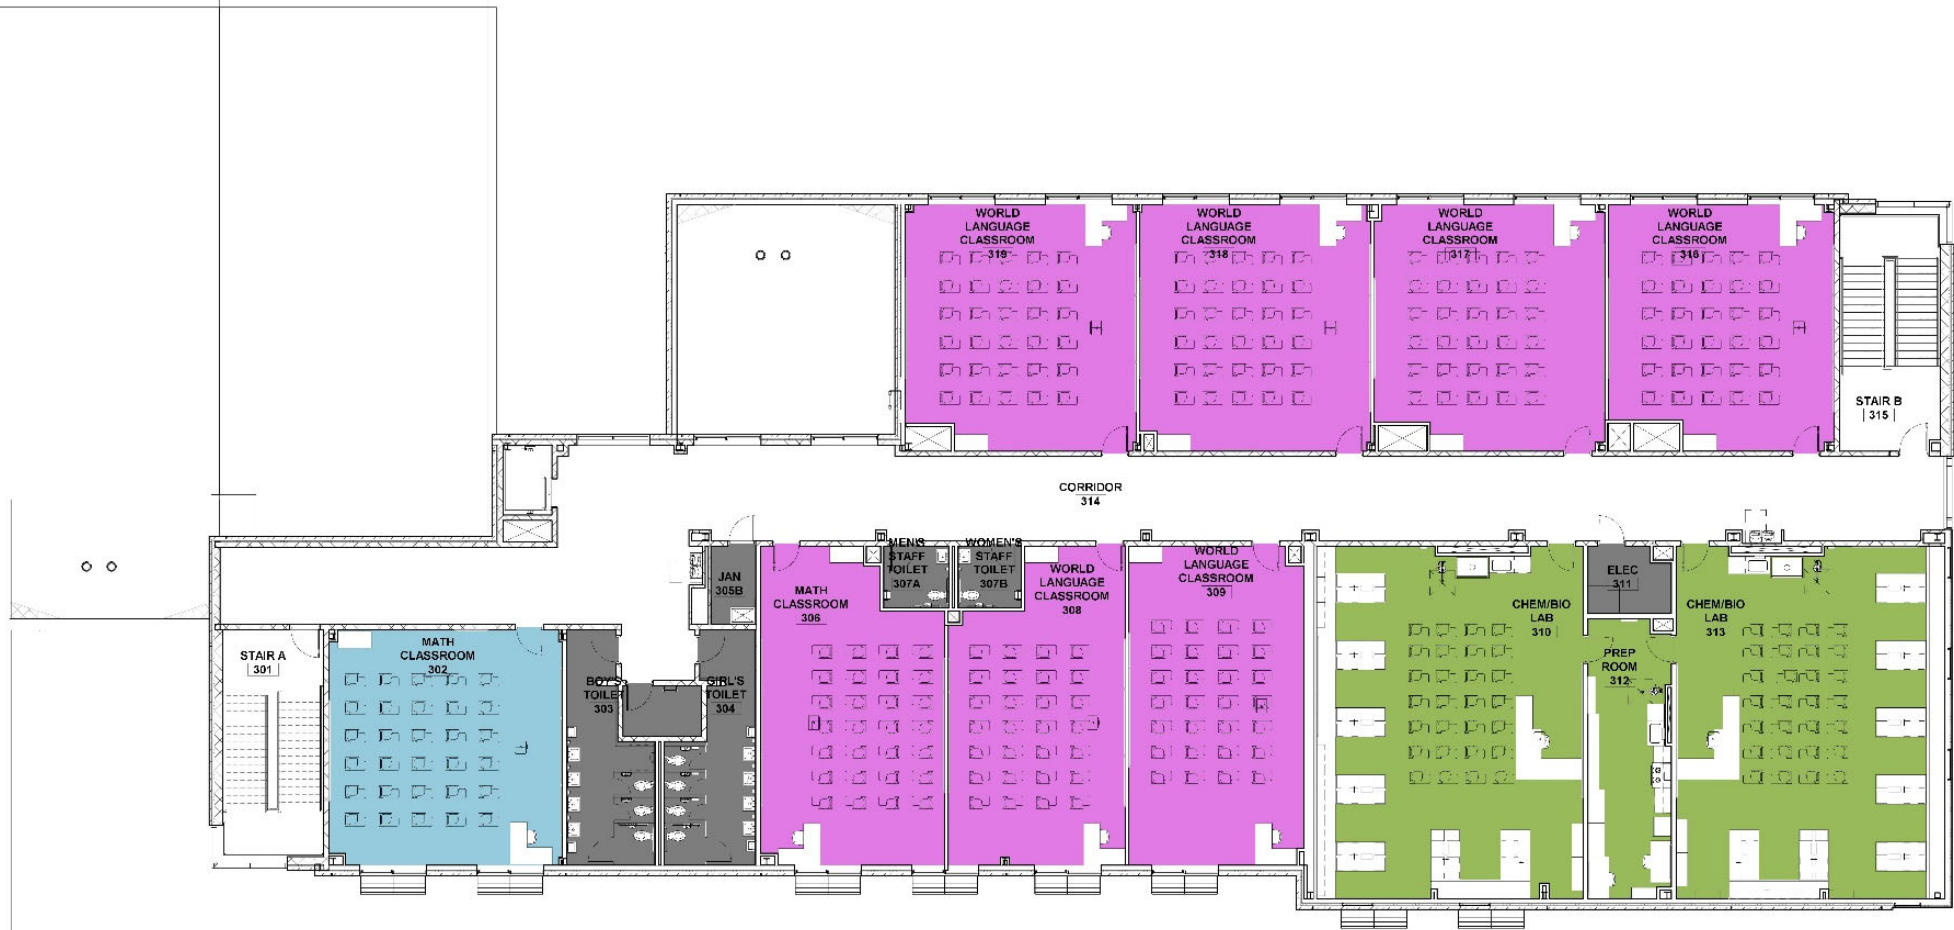 WORLD
LANGUAGE
CLASSROOM
319
WORLD
LANGUAGE
CLASSROOM
318
WORLD
LANGUAGE
CLASSROOM
317
WORLD
LANGUAGE
CLASSROOM
316
STAIR B
315
CORRIDOR
314
JAN
305B
MATH
CLASSROOM
306
MEN'S
STAFF
TOILET
307A
WOMEN'S
STAFF
TOILET
307B
WORLD
LANGUAGE
CLASSROOM
308
WORLD
LANGUAGE
CLASSROOM
309
CHEM/BIO
LAB
310
ELEC
311
CHEM/BIO
LAB
313
PREP
ROOM
312
STAIR A
301
MATH
CLASSROOM
302
BOY'S
TOILET
303
GIRL'S
TOILET
304